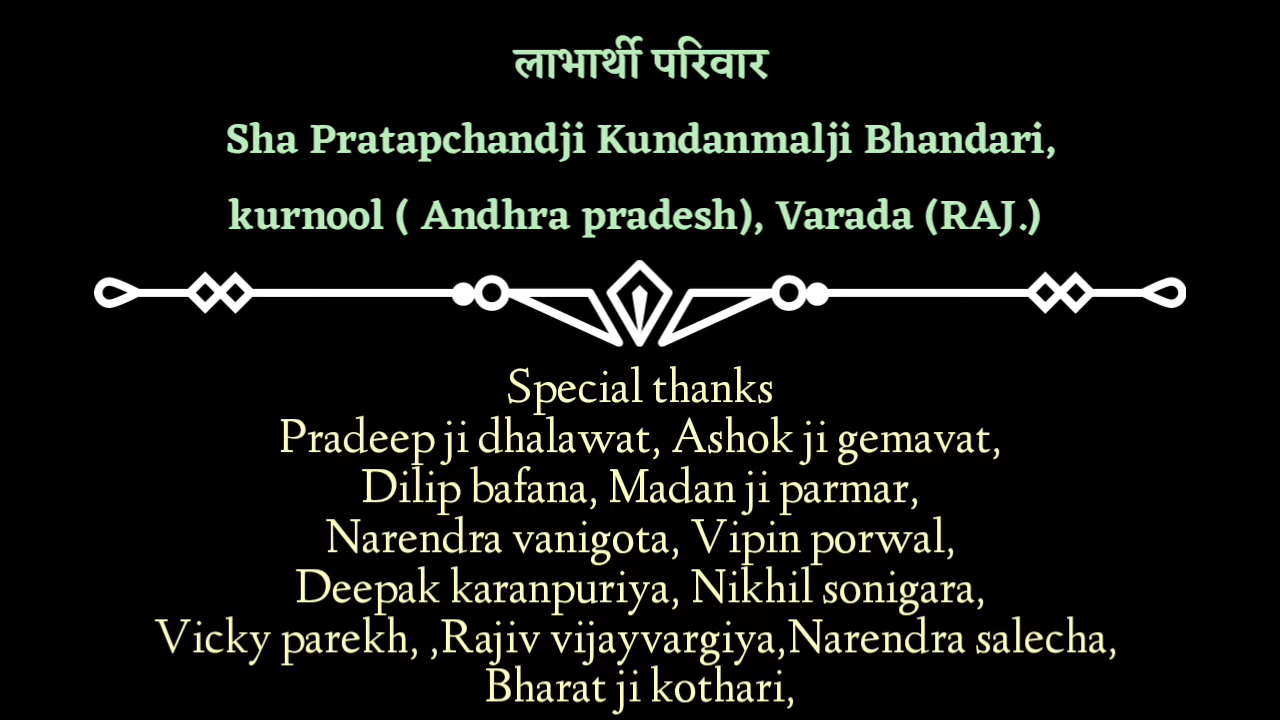 लाभार्थी परिवार
Sha Pratapchandji Kundanmalji Bhandari,
kurnool ( Andhra pradesh), Varada (RAJ.)
Special thanks
Pradeep ji dhalawat, Ashok ji gemavat,
Dilip bafana, Madan ji parmar,
Narendra vanigota, Vipin porwal,
Deepak karanpuriya, Nikhil sonigara,
Vicky parekh, ,Rajiv vijayvargiya,Narendra salecha,
Bharat ji kothari,